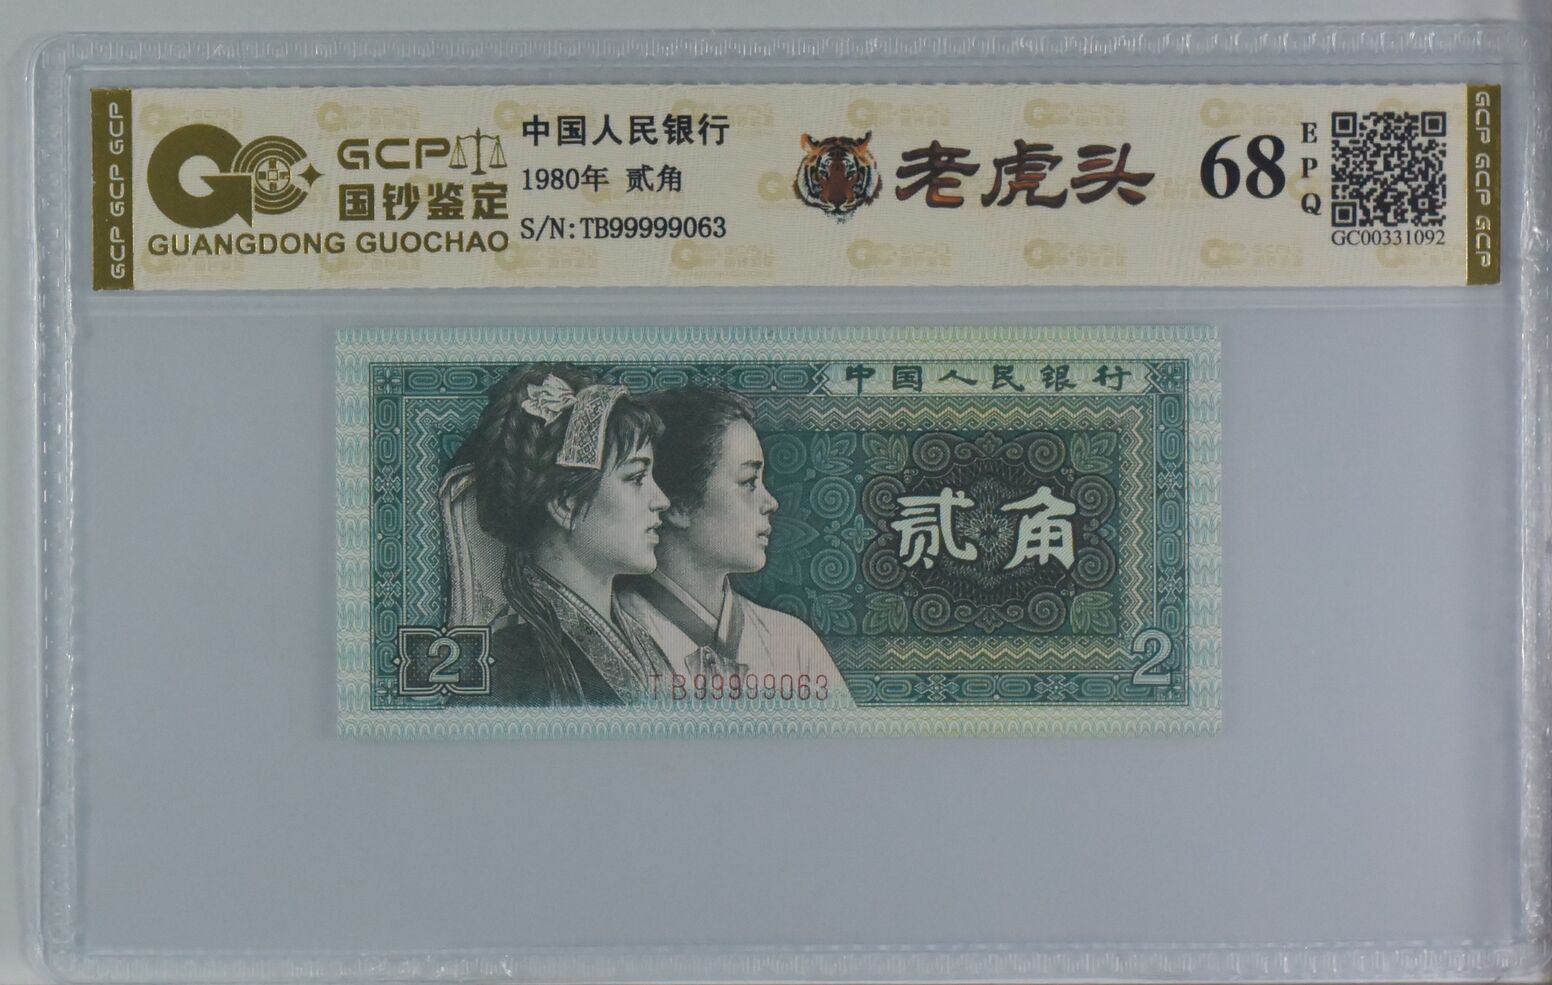 GCP GCP GCP
GCP
国钞鉴定
GUANGDONG GUOCHAO
中国人民银行
1980年 贰角
S/N:TB99999063
老虎头
68
EPQ
GC00331092
GCP GCP GCP
中国人民银行
贰角
2
2
TB99999063